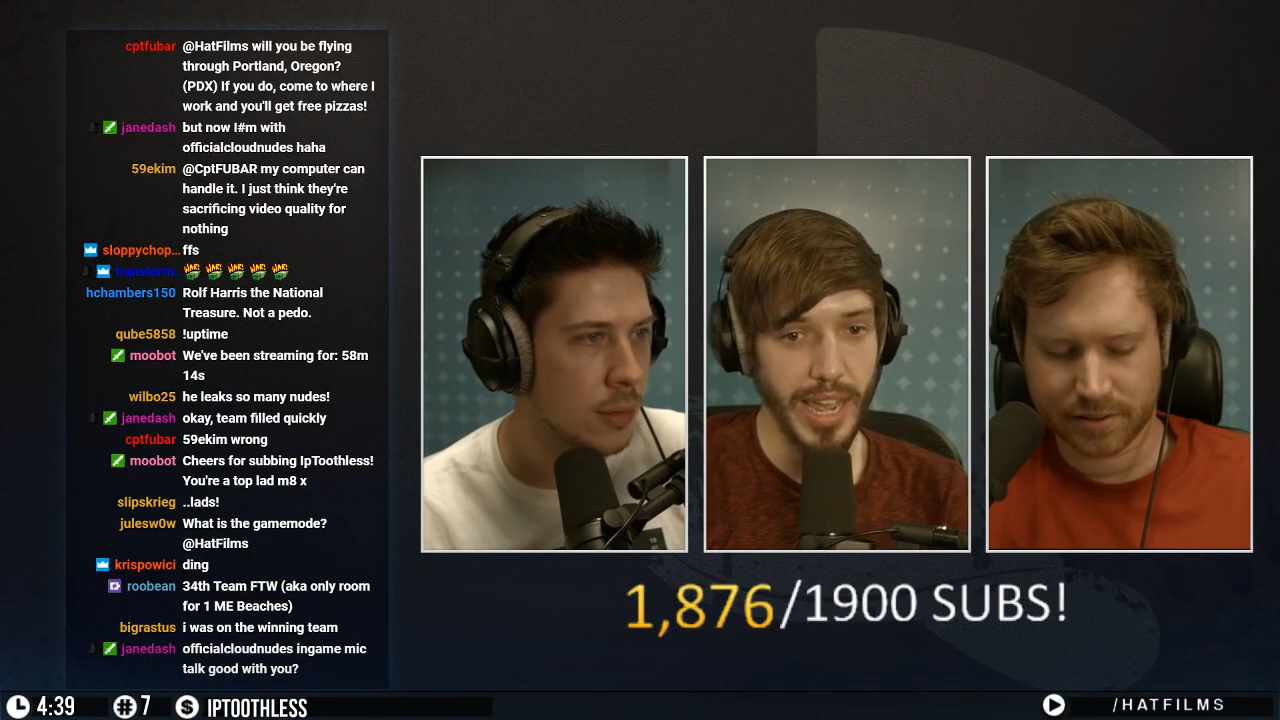 cptfubar @HatFilms will you be flying
through Portland, Oregon?
(PDX) If you do, come to where I
work and you'll get free pizzas!
janedash but now I#m with
officialcloudnudes haha
59ekim @CptFUBAR my computer can
handle it. I just think they're
sacrificing video quality for
nothing
sloppychop... ffs
transform...
hchambers150 Rolf Harris the National
Treasure. Not a pedo.
qube5858 !uptime
moobot We've been streaming for: 58m
14s
wilbo25 he leaks so many nudes!
janedash okay, team filled quickly
cptfubar 59ekim wrong
moobot Cheers for subbing IpToothless!
You're a top lad m8 x
slipskrieg ..lads!
julesw0w What is the gamemode?
@HatFilms
krispowici ding
roobean 34th Team FTW (aka only room
for 1 ME Beaches)
bigrastus i was on the winning team
janedash officialcloudnudes ingame mic
talk good with you?
1,876/1900 SUBS!
4:39 # 7 $ IPTOOTHLESS
/HATFILMS